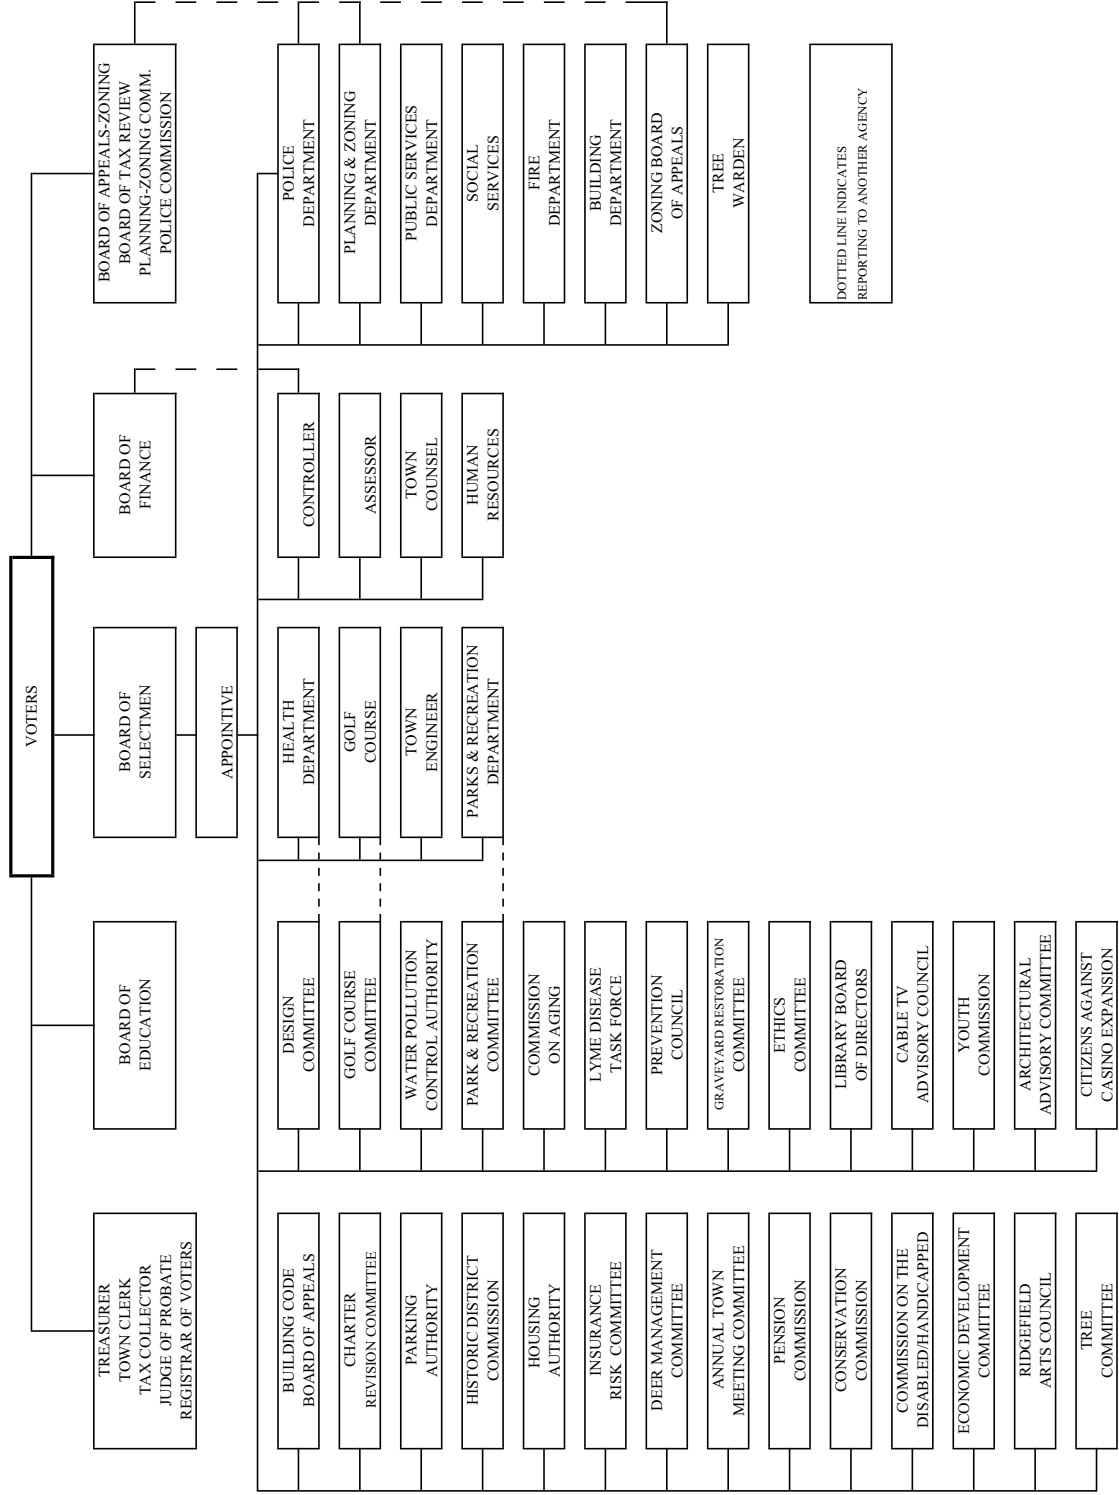 VOTERS
TREASURER
TOWN CLERK
TAX COLLECTOR
JUDGE OF PROBATE
REGISTRAR OF VOTERS
BOARD OF
EDUCATION
BOARD OF
SELECTMEN
BOARD OF
FINANCE
BOARD OF APPEALS-ZONING
BOARD OF TAX REVIEW
PLANNING-ZONING COMM.
POLICE COMMISSION
APPOINTIVE
BUILDING CODE
BOARD OF APPEALS
CHARTER
REVISION COMMITTEE
PARKING
AUTHORITY
HISTORIC DISTRICT
COMMISSION
HOUSING
AUTHORITY
INSURANCE
RISK COMMITTEE
DEER MANAGEMENT
COMMITTEE
ANNUAL TOWN
MEETING COMMITTEE
PENSION
COMMISSION
CONSERVATION
COMMISSION
COMMISSION ON THE
DISABLED/HANDICAPPED
ECONOMIC DEVELOPMENT
COMMITTEE
RIDGEFIELD
ARTS COUNCIL
TREE
COMMITTEE
DESIGN
COMMITTEE
GOLF COURSE
COMMITTEE
WATER POLLUTION
CONTROL AUTHORITY
PARK & RECREATION
COMMITTEE
COMMISSION
ON AGING
LYME DISEASE
TASK FORCE
PREVENTION
COUNCIL
GRAVEYARD RESTORATION
COMMITTEE
ETHICS
COMMITTEE
LIBRARY BOARD
OF DIRECTORS
CABLE TV
ADVISORY COUNCIL
YOUTH
COMMISSION
ARCHITECTURAL
ADVISORY COMMITTEE
CITIZENS AGAINST
CASINO EXPANSION
HEALTH
DEPARTMENT
GOLF
COURSE
TOWN
ENGINEER
PARKS & RECREATION
DEPARTMENT
CONTROLLER
ASSESSOR
TOWN
COUNSEL
HUMAN
RESOURCES
POLICE
DEPARTMENT
PLANNING & ZONING
DEPARTMENT
PUBLIC SERVICES
DEPARTMENT
SOCIAL
SERVICES
FIRE
DEPARTMENT
BUILDING
DEPARTMENT
ZONING BOARD
OF APPEALS
TREE
WARDEN
DOTTED LINE INDICATES
REPORTING TO ANOTHER AGENCY